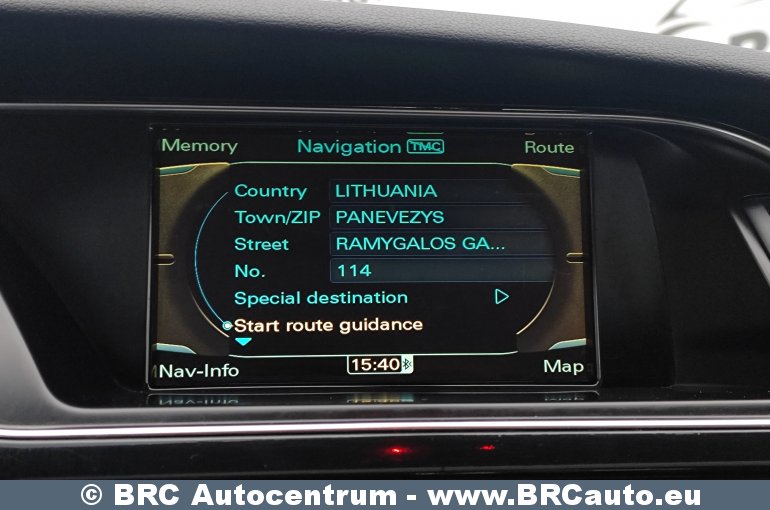 Memory Navigation TMC Route
Country LITHUANIA
Town/ZIP PANEVEZYS
Street RAMYGALOS GA...
No. 114
Special destination
Start route guidance
Nav-Info 15:40 Map
© BRC Autocentrum - www.BRCauto.eu